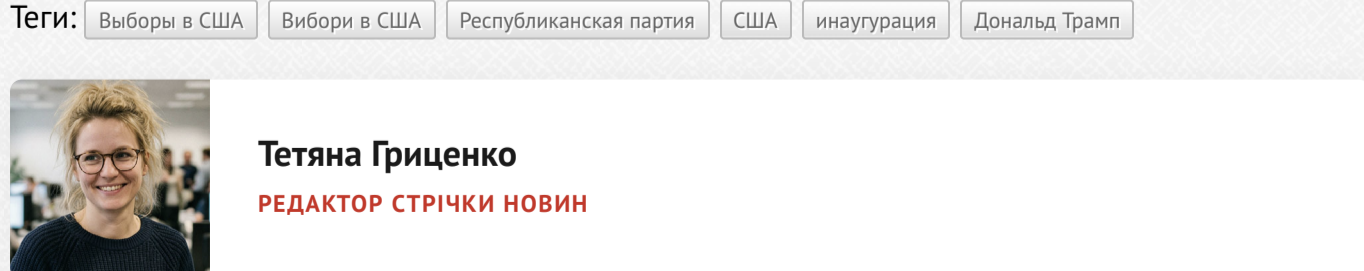 Теги: Выборы в США Вибори в США Республиканская партия США инаугурация Дональд Трамп
Тетяна Гриценко
РЕДАКТОР СТРІЧКИ НОВИН